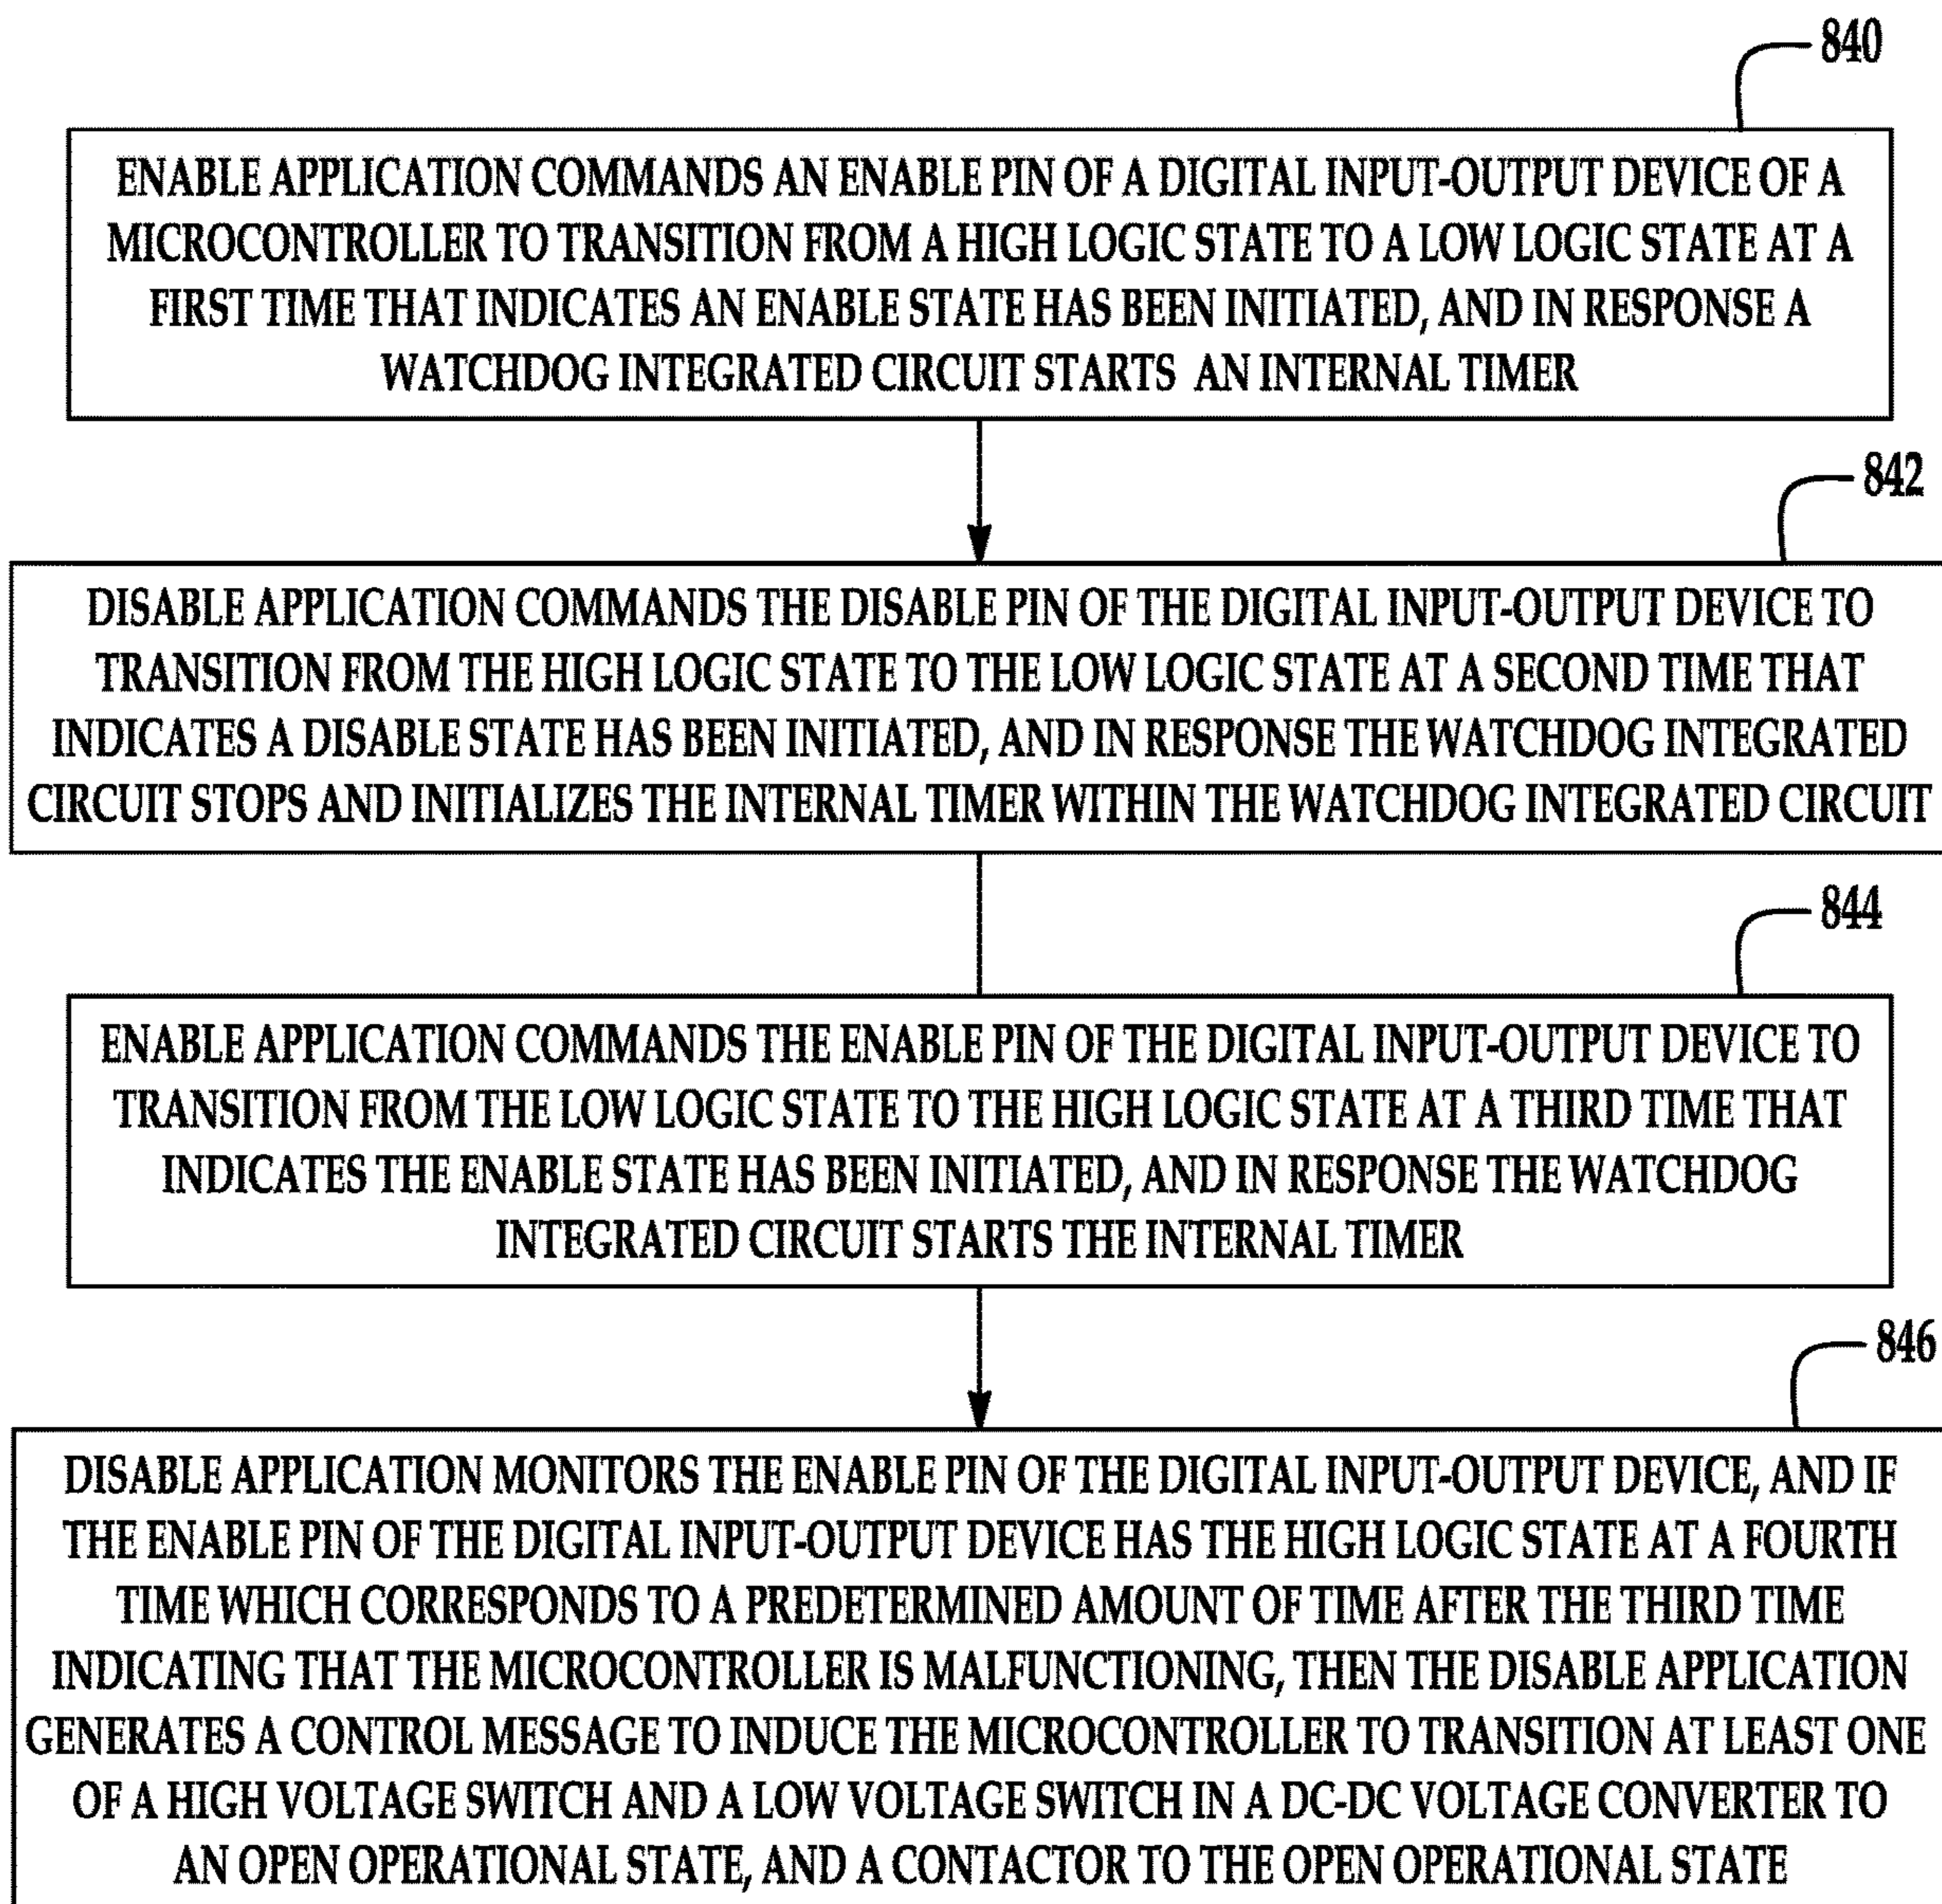 840
ENABLE APPLICATION COMMANDS AN ENABLE PIN OF A DIGITAL INPUT-OUTPUT DEVICE OF A
MICROCONTROLLER TO TRANSITION FROM A HIGH LOGIC STATE TO A LOW LOGIC STATE AT A
FIRST TIME THAT INDICATES AN ENABLE STATE HAS BEEN INITIATED, AND IN RESPONSE A
WATCHDOG INTEGRATED CIRCUIT STARTS AN INTERNAL TIMER
842
DISABLE APPLICATION COMMANDS THE DISABLE PIN OF THE DIGITAL INPUT-OUTPUT DEVICE TO
TRANSITION FROM THE HIGH LOGIC STATE TO THE LOW LOGIC STATE AT A SECOND TIME THAT
INDICATES A DISABLE STATE HAS BEEN INITIATED, AND IN RESPONSE THE WATCHDOG INTEGRATED
CIRCUIT STOPS AND INITIALIZES THE INTERNAL TIMER WITHIN THE WATCHDOG INTEGRATED CIRCUIT
844
ENABLE APPLICATION COMMANDS THE ENABLE PIN OF THE DIGITAL INPUT-OUTPUT DEVICE TO
TRANSITION FROM THE LOW LOGIC STATE TO THE HIGH LOGIC STATE AT A THIRD TIME THAT
INDICATES THE ENABLE STATE HAS BEEN INITIATED, AND IN RESPONSE THE WATCHDOG
INTEGRATED CIRCUIT STARTS THE INTERNAL TIMER
846
DISABLE APPLICATION MONITORS THE ENABLE PIN OF THE DIGITAL INPUT-OUTPUT DEVICE, AND IF
THE ENABLE PIN OF THE DIGITAL INPUT-OUTPUT DEVICE HAS THE HIGH LOGIC STATE AT A FOURTH
TIME WHICH CORRESPONDS TO A PREDETERMINED AMOUNT OF TIME AFTER THE THIRD TIME
INDICATING THAT THE MICROCONTROLLER IS MALFUNCTIONING, THEN THE DISABLE APPLICATION
GENERATES A CONTROL MESSAGE TO INDUCE THE MICROCONTROLLER TO TRANSITION AT LEAST ONE
OF A HIGH VOLTAGE SWITCH AND A LOW VOLTAGE SWITCH IN A DC-DC VOLTAGE CONVERTER TO
AN OPEN OPERATIONAL STATE, AND A CONTACTOR TO THE OPEN OPERATIONAL STATE